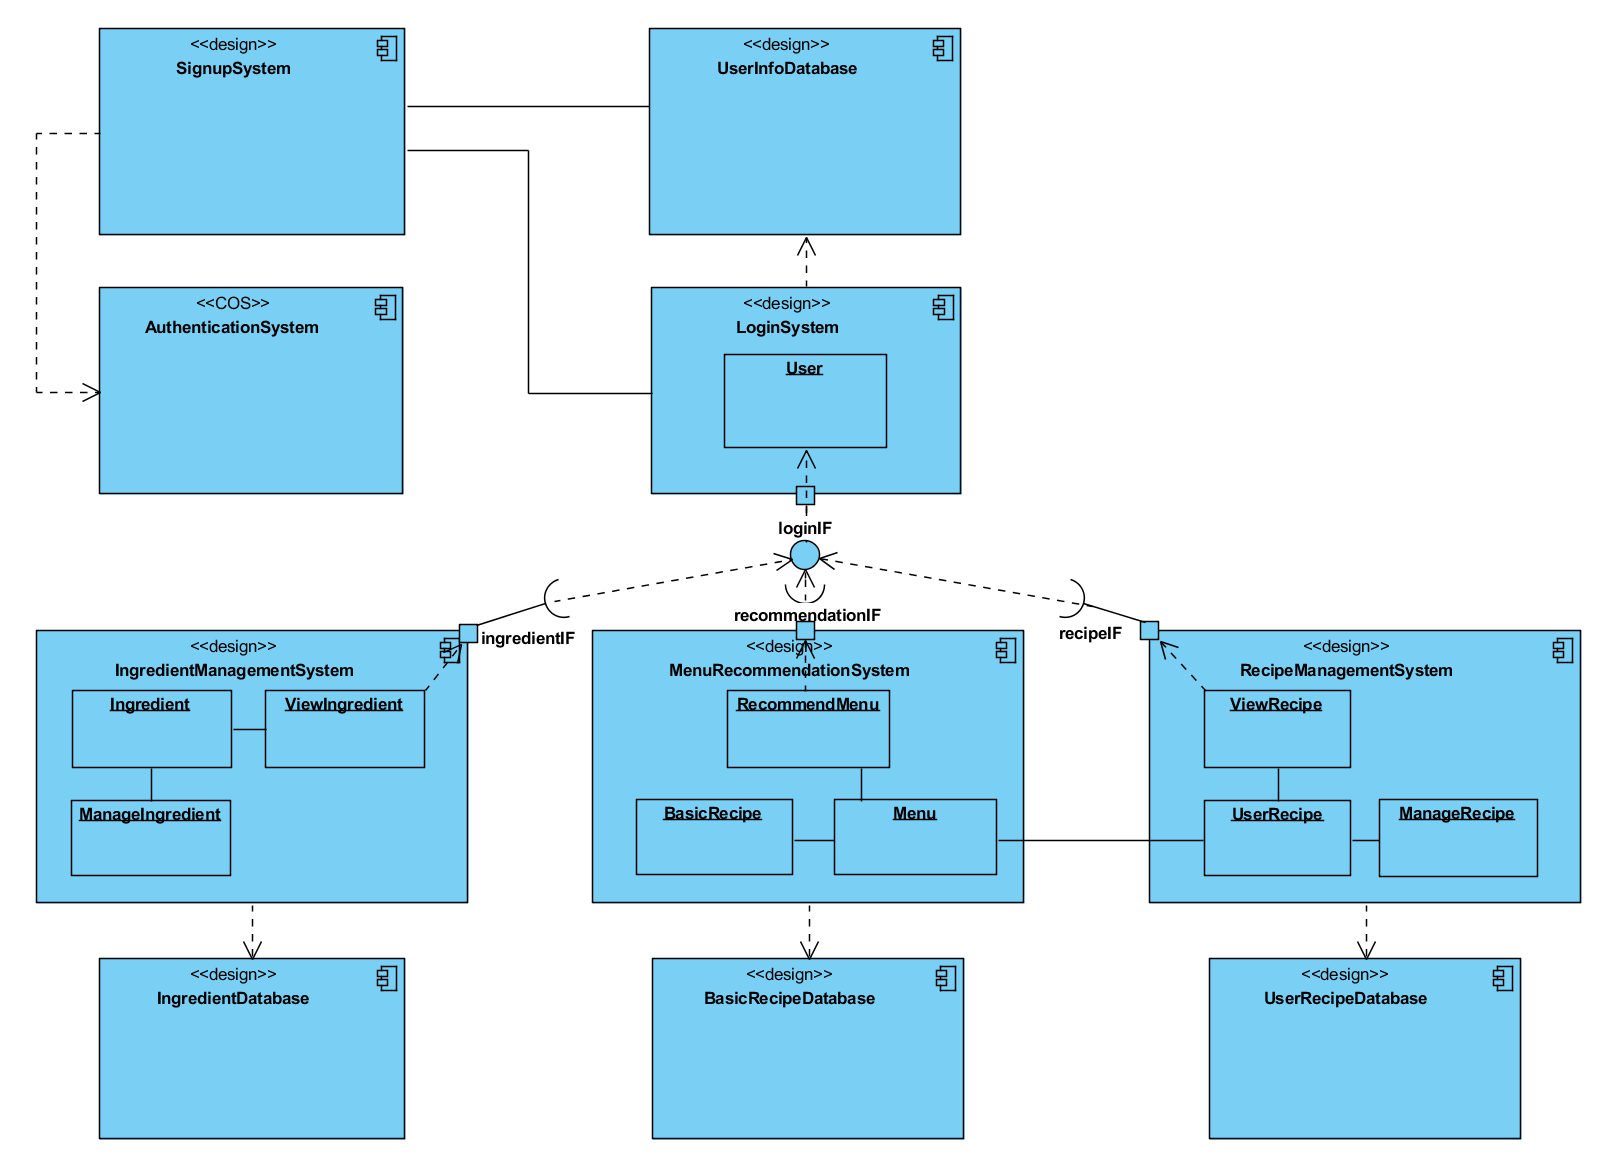 <<design>>
SignupSystem
<<design>>
UserInfoDatabase
<<COS>>
AuthenticationSystem
<<design>>
LoginSystem
User
loginIF
ingredientIF
recommendationIF
recipeIF
<<design>>
IngredientManagementSystem
Ingredient
ViewIngredient
ManageIngredient
<<design>>
MenuRecommendationSystem
RecommendMenu
BasicRecipe
Menu
<<design>>
RecipeManagementSystem
ViewRecipe
UserRecipe
ManageRecipe
<<design>>
IngredientDatabase
<<design>>
BasicRecipeDatabase
<<design>>
UserRecipeDatabase